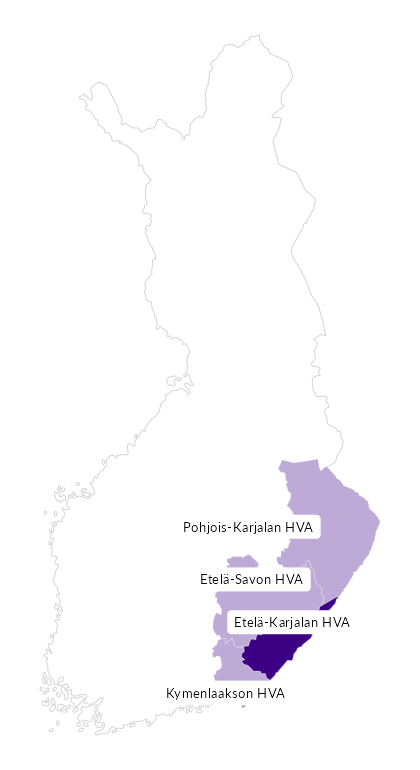 Pohjois-Karjalan HVA
Etelä-Savon HVA
Etelä-Karjalan HVA
Kymenlaakson HVA